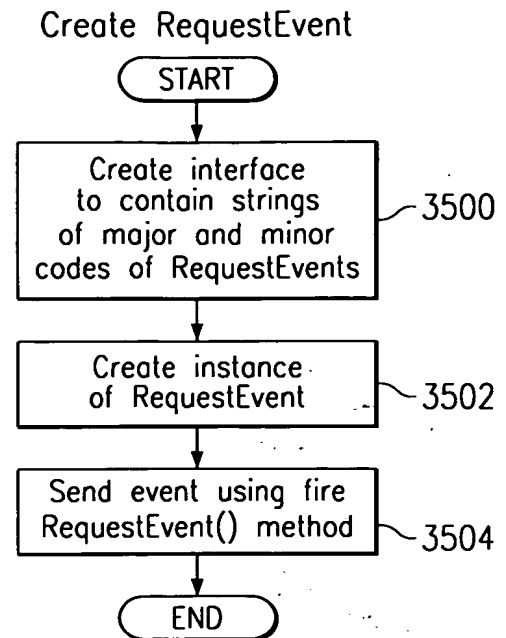 Create RequestEvent
START
Create interface
to contain strings
of major and minor
codes of RequestEvents
3500
Create instance
of RequestEvent
3502
Send event using fire
RequestEvent() method
3504
END